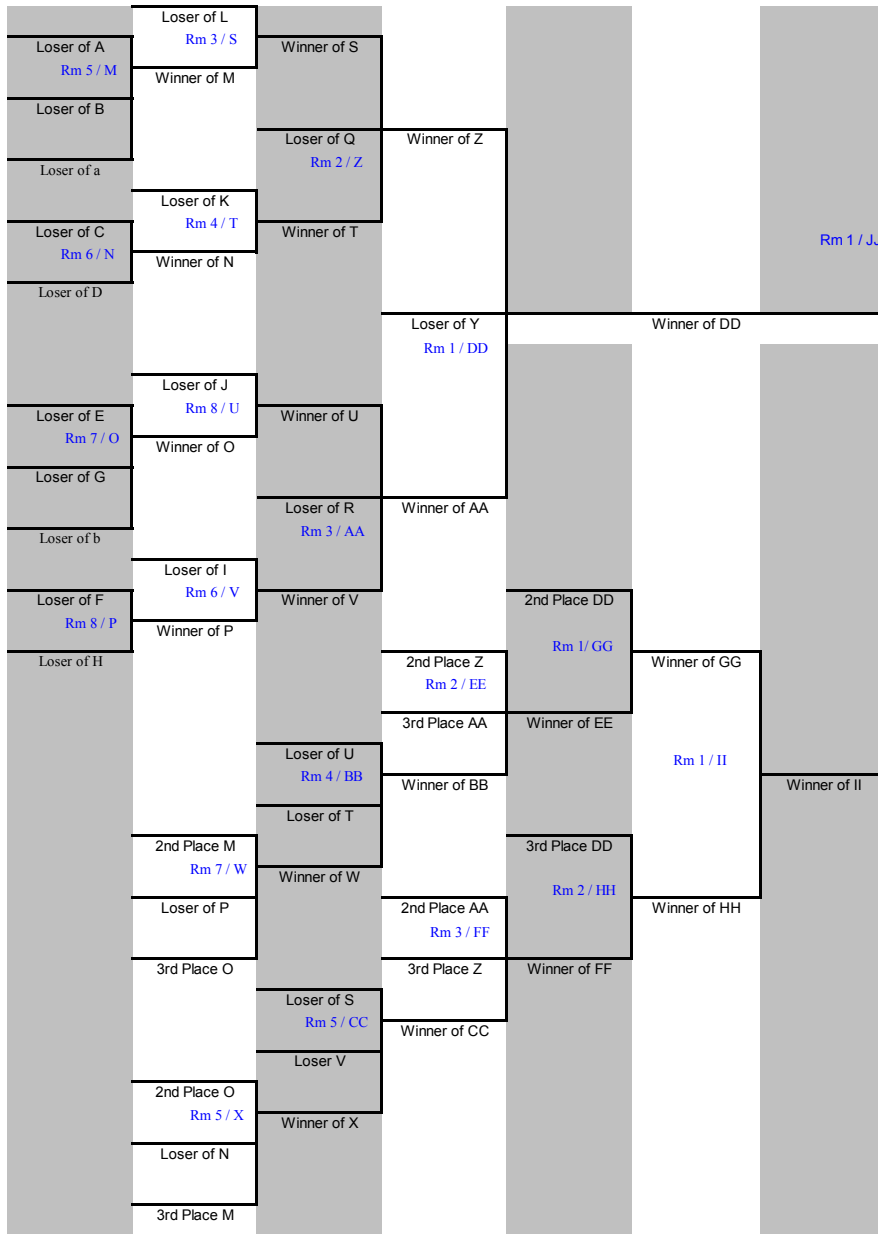 Loser of L
Rm 3 / S
Loser of A
Winner of S
Rm 5 / M
Winner of M
Loser of B
Loser of Q
Winner of Z
Rm 2 / Z
Loser of a
Loser of K
Rm 4 / T
Loser of C
Winner of T
Rm 6 / N
Winner of N
Rm 1 / JJ
Loser of D
Loser of Y
Winner of DD
Rm 1 / DD
Loser of J
Rm 8 / U
Loser of E
Winner of U
Rm 7 / O
Winner of O
Loser of G
Loser of R
Winner of AA
Rm 3 / AA
Loser of b
Loser of I
Rm 6 / V
Loser of F
Winner of V
2nd Place DD
Rm 8 / P
Winner of P
Rm 1/ GG
Loser of H
2nd Place Z
Winner of GG
Rm 2 / EE
3rd Place AA
Winner of EE
Loser of U
Rm 4 / BB
Rm 1 / II
Winner of BB
Winner of II
Loser of T
2nd Place M
3rd Place DD
Rm 7 / W
Winner of W
Rm 2 / HH
Loser of P
2nd Place AA
Winner of HH
Rm 3 / FF
3rd Place O
3rd Place Z
Winner of FF
Loser of S
Rm 5 / CC
Winner of CC
Loser V
2nd Place O
Rm 5 / X
Winner of X
Loser of N
3rd Place M